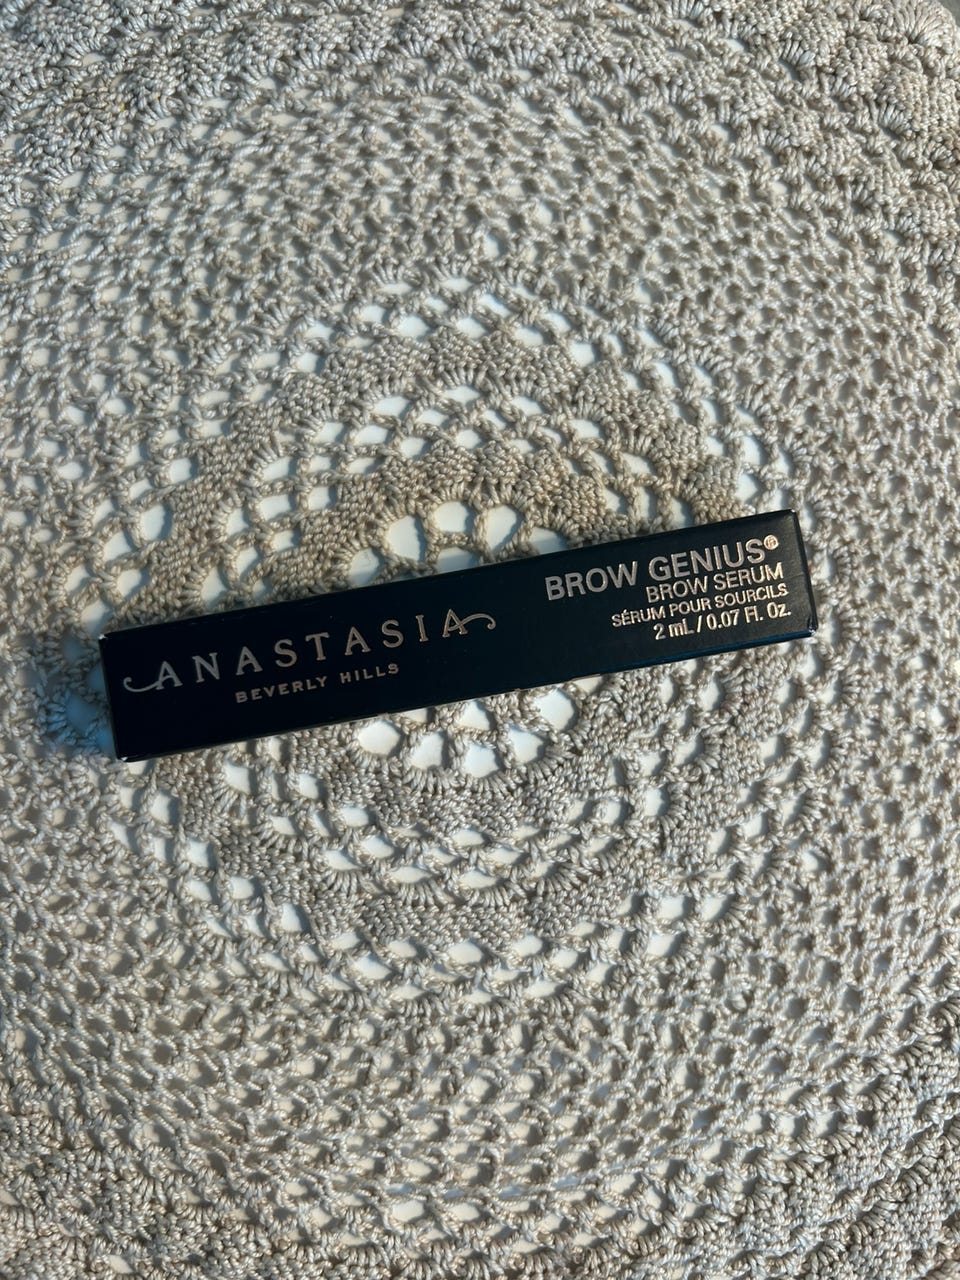 ANASTASIA
BEVERLY HILLS
BROW GENIUS®
BROW SERUM
SÉRUM POUR SOURCILS
2 mL / 0.07 Fl. Oz.